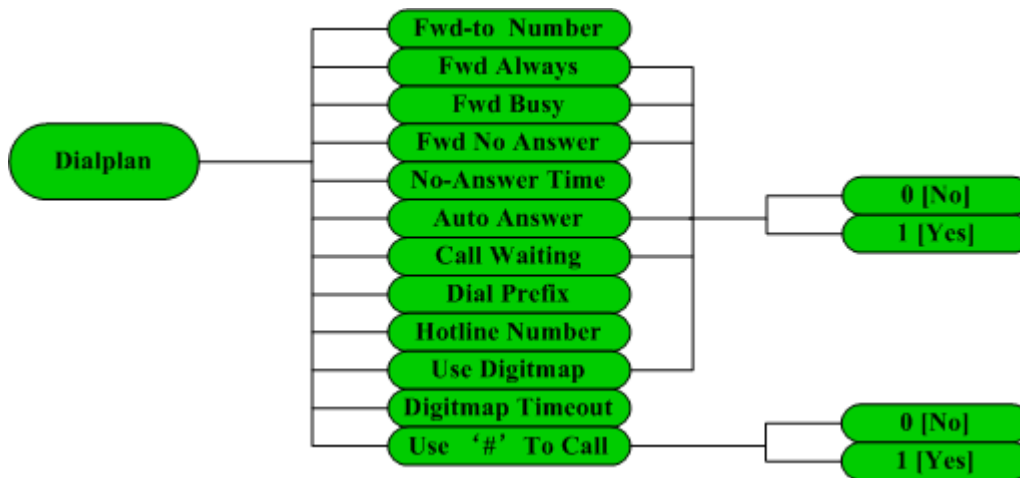 Fwd-to Number
Fwd Always
Fwd Busy
Fwd No Answer
Dialplan
No-Answer Time
0 [No]
Auto Answer
1 [Yes]
Call Waiting
Dial Prefix
Hotline Number
Use Digitmap
Digitmap Timeout
0 [No]
Use ‘#’ To Call
1 [Yes]